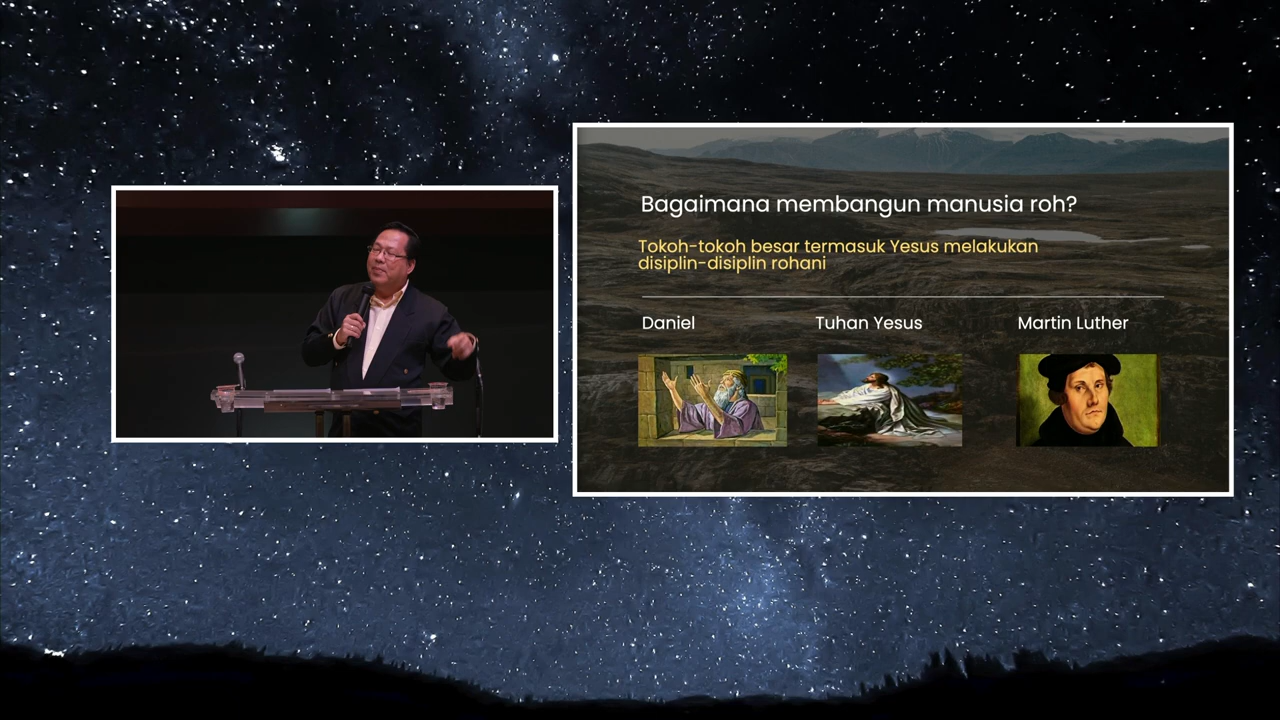 Bagaimana membangun manusia roh?
Tokoh-tokoh besar termasuk Yesus melakukan
disiplin-disiplin rohani
Daniel
Tuhan Yesus
Martin Luther